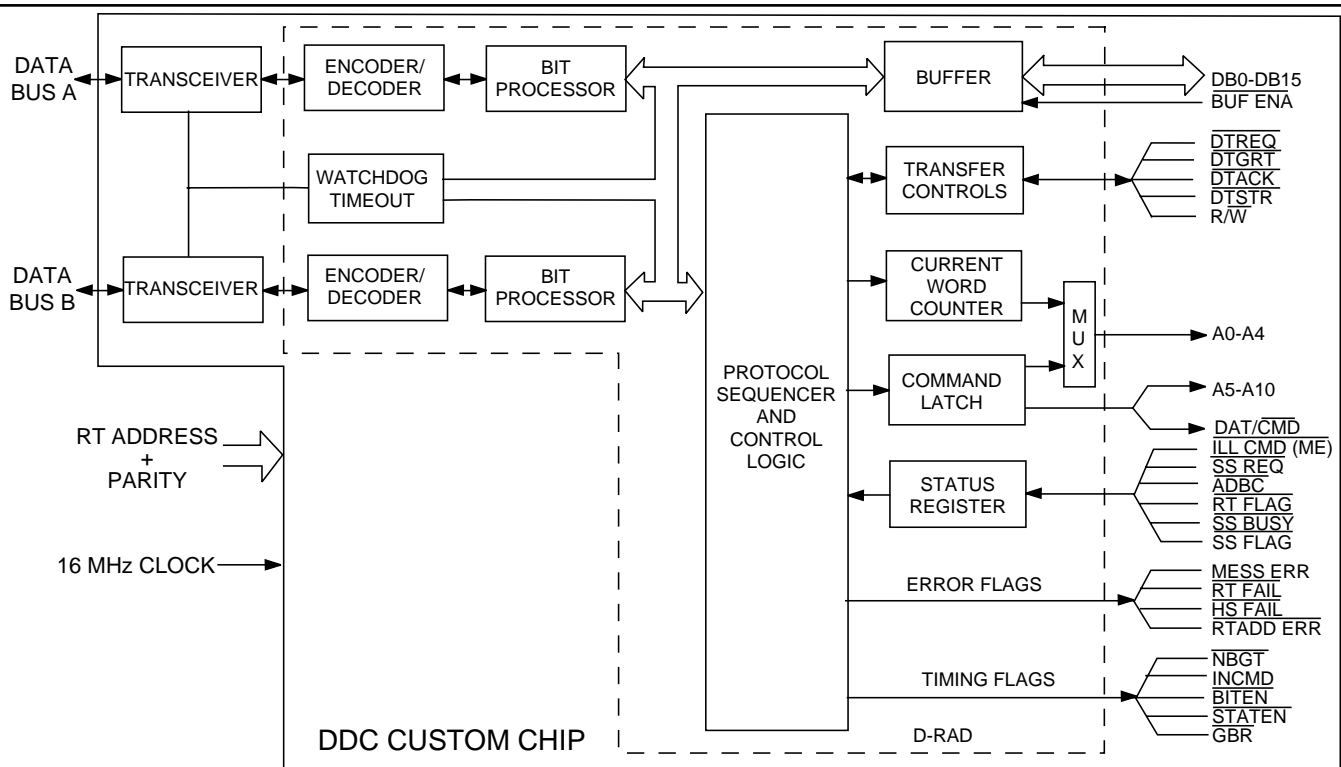 DATA
BUS A
TRANSCEIVER
ENCODER/
DECODER
BIT
PROCESSOR
BUFFER
DB0-DB15
BUF ENA
WATCHDOG
TIMEOUT
TRANSFER
CONTROLS
DTREQ
DTGRT
DTACK
DTSTR
R/W
DATA
BUS B
TRANSCEIVER
ENCODER/
DECODER
BIT
PROCESSOR
CURRENT
WORD
COUNTER
M
U
X
A0-A4
PROTOCOL
SEQUENCER
AND
CONTROL
LOGIC
COMMAND
LATCH
A5-A10
DAT/CMD
RT ADDRESS
+
PARITY
STATUS
REGISTER
ILL CMD (ME)
SS REQ
ADBC
RT FLAG
SS BUSY
SS FLAG
16 MHz CLOCK
ERROR FLAGS
MESS ERR
RT FAIL
HS FAIL
RTADD ERR
TIMING FLAGS
NBGT
INCMD
BITEN
STATEN
GBR
DDC CUSTOM CHIP
D-RAD